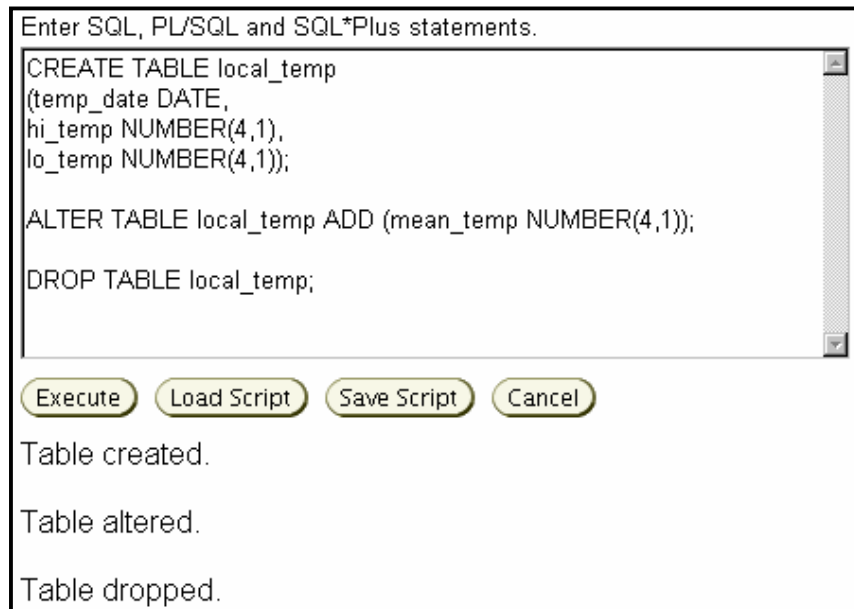 Enter SQL, PL/SQL and SQL*Plus statements.
CREATE TABLE local_temp
(temp_date DATE,
hi_temp NUMBER(4,1),
lo_temp NUMBER(4,1));
ALTER TABLE local_temp ADD (mean_temp NUMBER(4,1));
DROP TABLE local_temp;
Execute Load Script Save Script Cancel
Table created.
Table altered.
Table dropped.